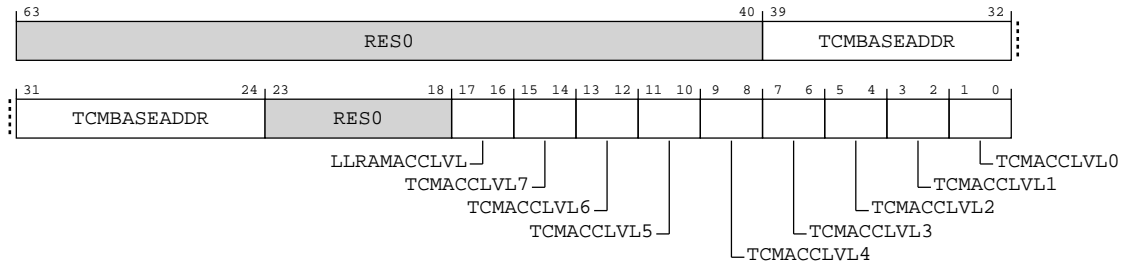 63 40 39 32
RES0 TCMBASEADDR
31 24 23 18 17 16 15 14 13 12 11 10 9 8 7 6 5 4 3 2 1 0
TCMBASEADDR RES0
LLRAMACCLVL TCMACCLVL0
TCMACCLVL7 TCMACCLVL1
TCMACCLVL6 TCMACCLVL2
TCMACCLVL5 TCMACCLVL3
TCMACCLVL4